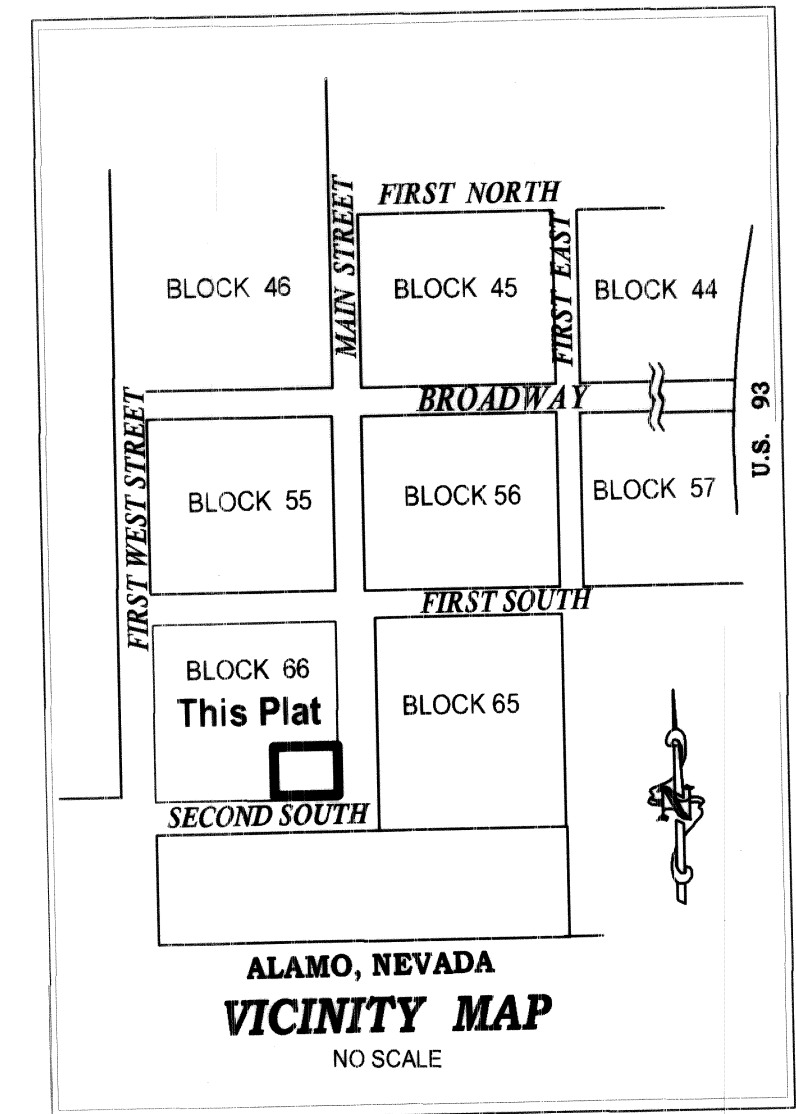 FIRST NORTH
MAIN STREET
FIRST EAST
BLOCK 46
BLOCK 45
BLOCK 44
BROADWAY
U.S. 93
FIRST WEST STREET
BLOCK 55
BLOCK 56
BLOCK 57
FIRST SOUTH
BLOCK 66
This Plat
BLOCK 65
SECOND SOUTH
ALAMO, NEVADA
VICINITY MAP
NO SCALE